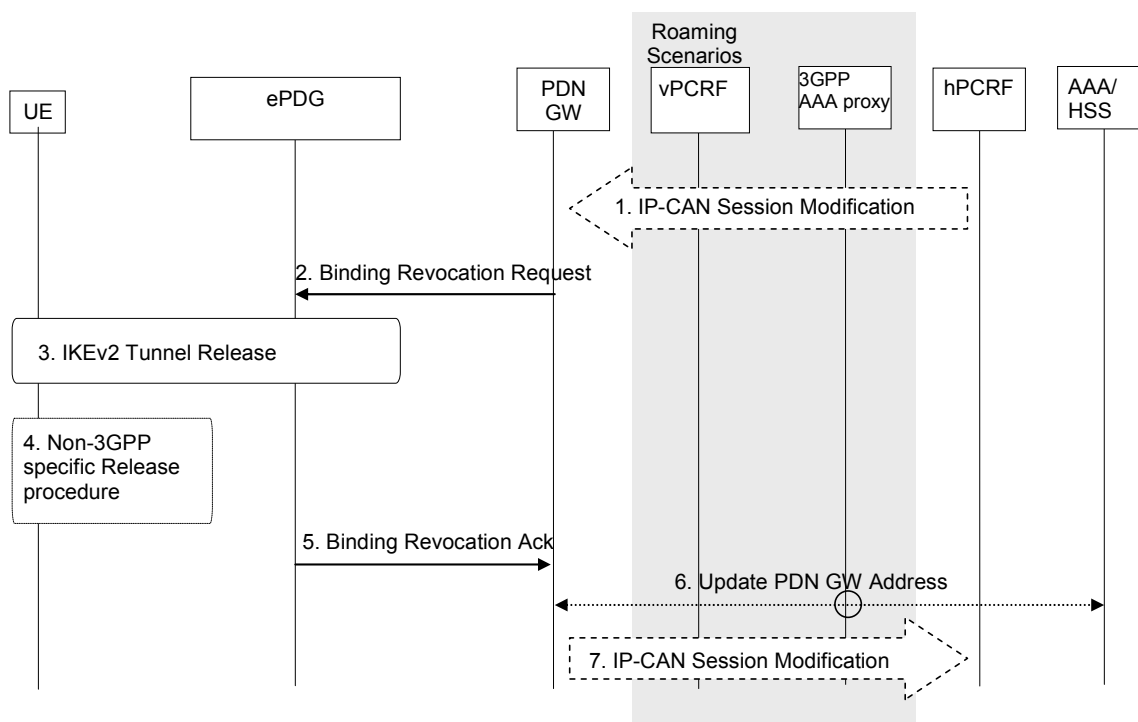 Roaming
Scenarios
UE
ePDG
PDN
GW
vPCRF
3GPP
AAA proxy
hPCRF
AAA/
HSS
1. IP-CAN Session Modification
2. Binding Revocation Request
3. IKEv2 Tunnel Release
4. Non-3GPP
specific Release
procedure
5. Binding Revocation Ack
6. Update PDN GW Address
7. IP-CAN Session Modification